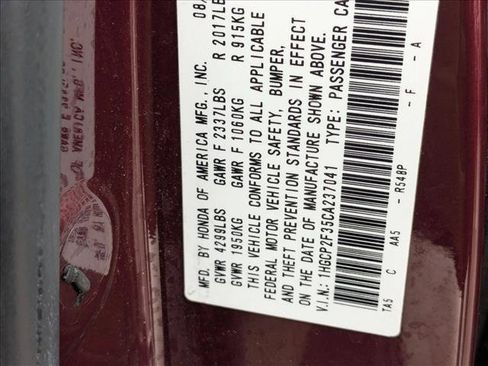 MFD. BY HONDA OF AMERICA MFG., INC. 08/
GVWR 4299LBS GAWR F 2337LBS R 2017LB
GVWR 1950KG GAWR F 1060KG R 915KG
THIS VEHICLE CONFORMS TO ALL APPLICABLE
FEDERAL MOTOR VEHICLE SAFETY, BUMPER,
AND THEFT PREVENTION STANDARDS IN EFFECT
ON THE DATE OF MANUFACTURE SHOWN ABOVE.
V.I.N.: 1HGCP2F35CA237041 TYPE: PASSENGER CA
TA5 C AA5 - R548P - F - A